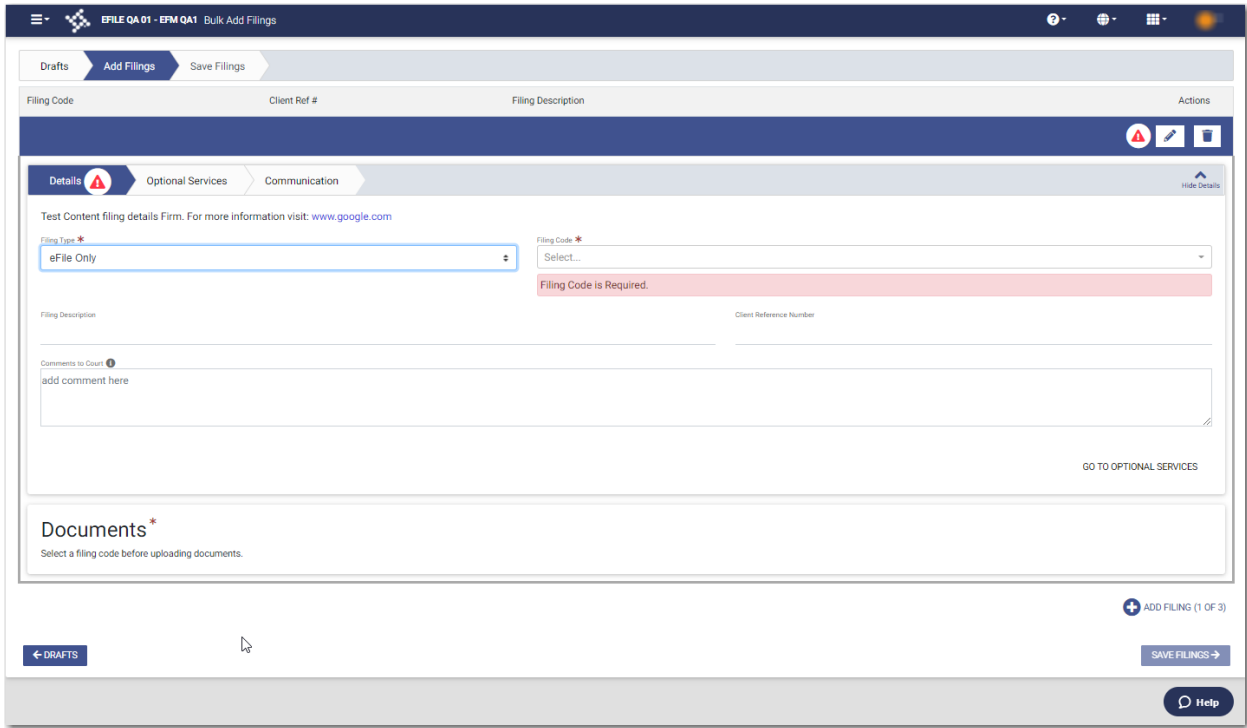 EFILE QA 01 - EFM QA1 Bulk Add Filings
Drafts Add Filings Save Filings
Filing Code Client Ref # Filing Description Actions
Details Optional Services Communication
Hide Details
Test Content filing details Firm. For more information visit: www.google.com
Filing Type * Filing Code *
eFile Only Select...
Filing Code is Required.
Filing Description Client Reference Number
Comments to Court
add comment here
GO TO OPTIONAL SERVICES
Documents*
Select a filing code before uploading documents.
ADD FILING (1 OF 3)
DRAFTS SAVE FILINGS
Help